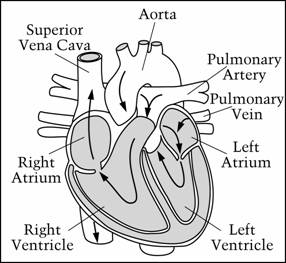 Aorta
Superior
Vena Cava
Pulmonary
Artery
Pulmonary
Vein
Left
Atrium
Right
Atrium
Right
Ventricle
Left
Ventricle